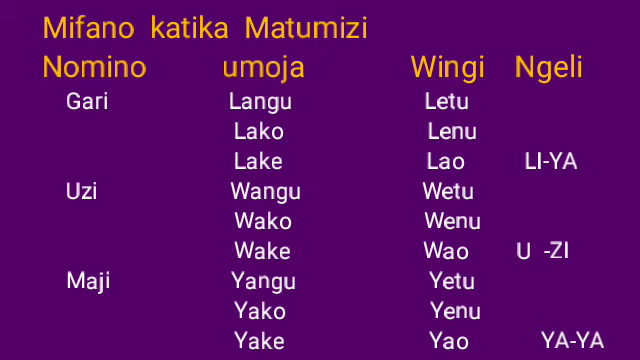 Mifano katika Matumizi
Nomino umoja Wingi Ngeli
Gari Langu Letu
Lako Lenu
Lake Lao LI-YA
Uzi Wangu Wetu
Wako Wenu
Wake Wao U -ZI
Maji Yangu Yetu
Yako Yenu
Yake Yao YA-YA